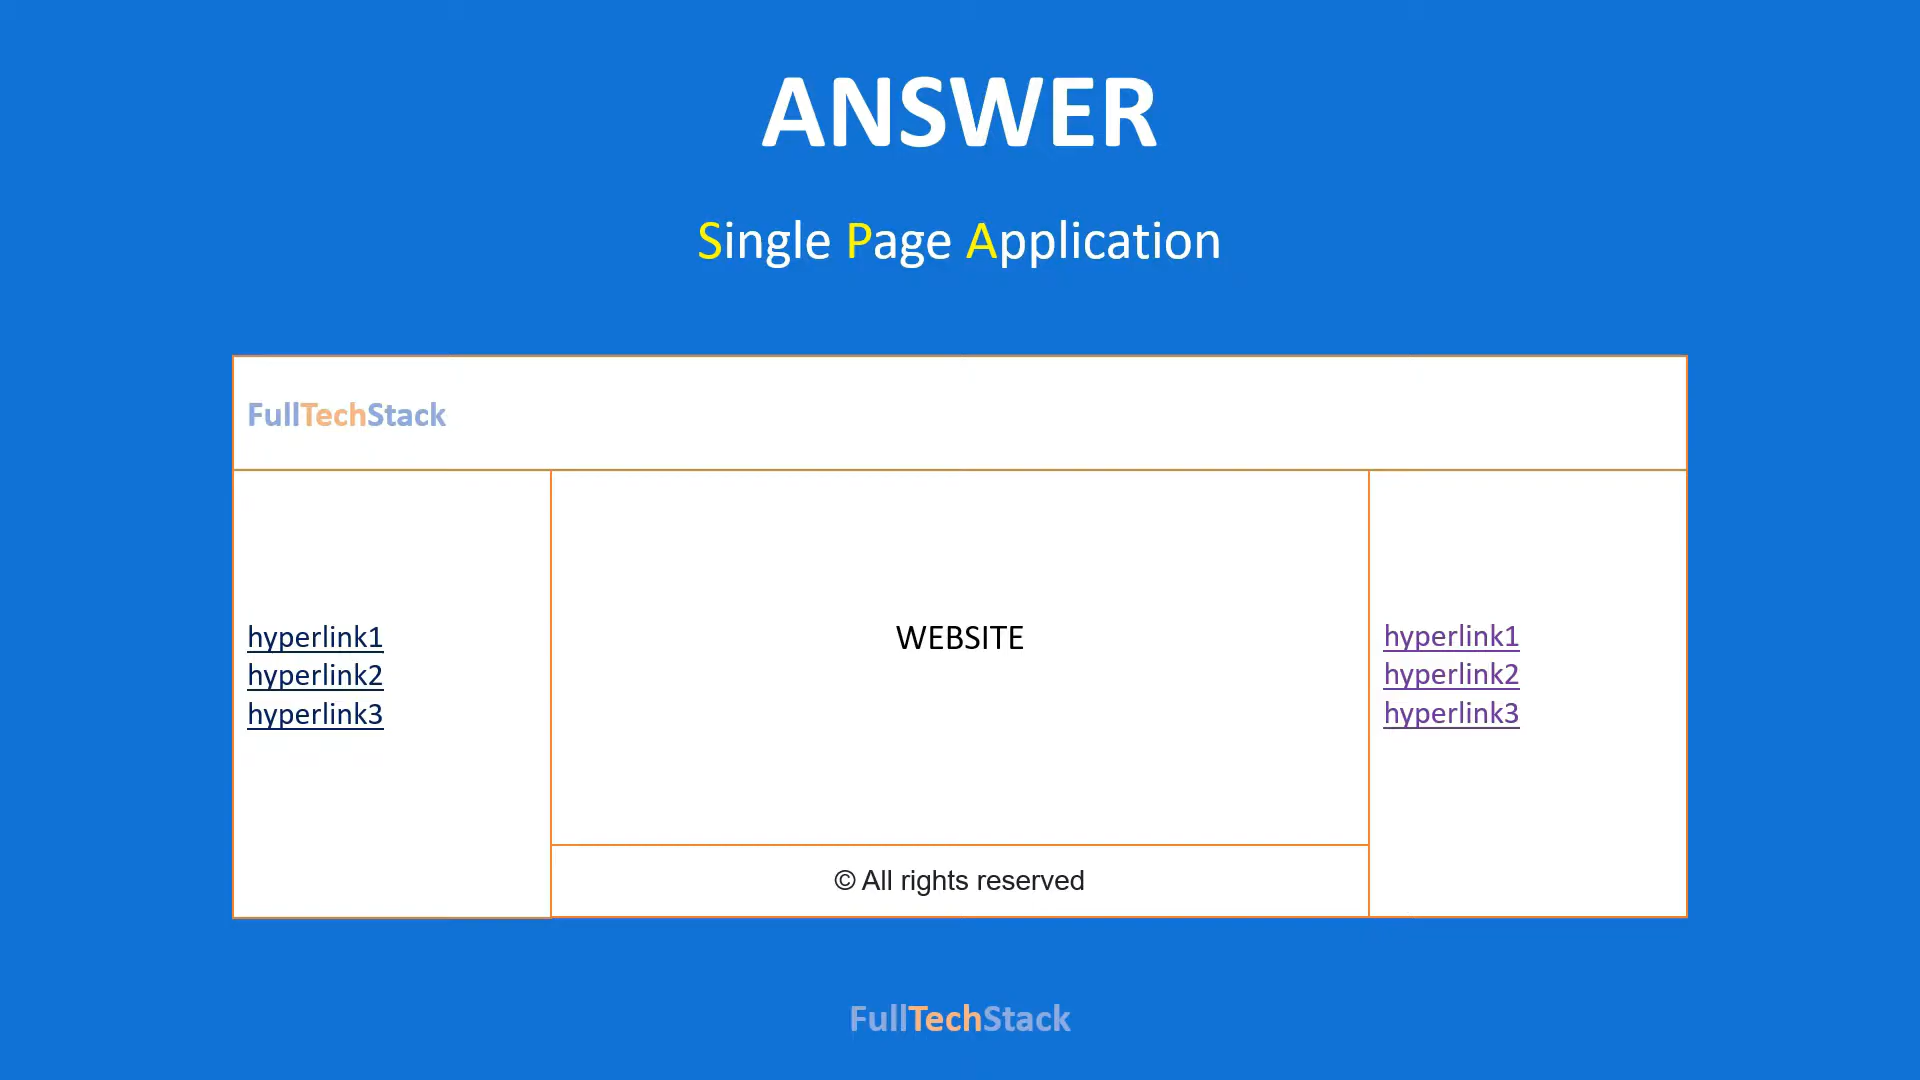 ANSWER
Single Page Application
FullTechStack
hyperlink1
hyperlink2
hyperlink3
WEBSITE
© All rights reserved
hyperlink1
hyperlink2
hyperlink3
FullTechStack